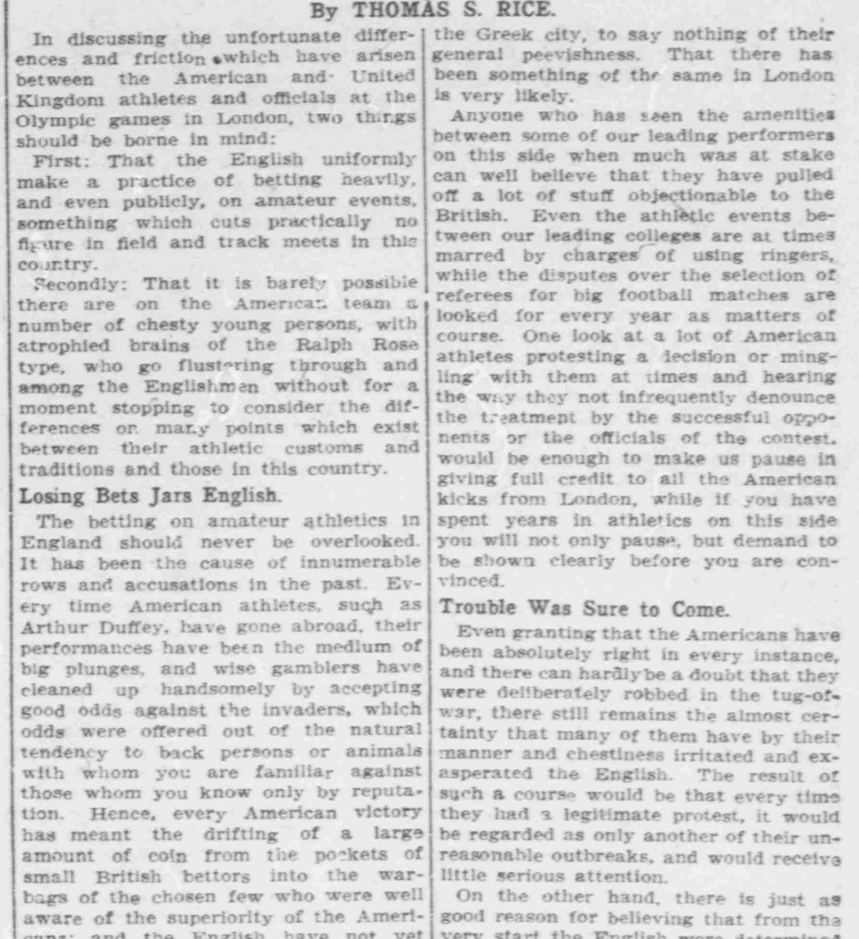 By THOMAS S. RICE.
In discussing the unfortunate differ-
ences and friction which have arisen
between the American and United
Kingdom athletes and officials at the
Olympic games in London, two things
should be borne in mind:
First: That the English uniformly
make a practice of betting heavily,
and even publicly, on amateur events,
something which cuts practically no
figure in field and track meets in this
country.
Secondly: That it is barely possible
there are on the American team a
number of chesty young persons, with
atrophied brains of the Ralph Rose
type, who go flustering through and
among the Englishmen without for a
moment stopping to consider the dif-
ferences on many points which exist
between their athletic customs and
traditions and those in this country.
Losing Bets Jars English.
The betting on amateur athletics in
England should never be overlooked.
It has been the cause of innumerable
rows and accusations in the past. Ev-
ery time American athletes, such as
Arthur Duffey, have gone abroad, their
performances have been the medium of
big plunges, and wise gamblers have
cleaned up handsomely by accepting
good odds against the invaders, which
odds were offered out of the natural
tendency to back persons or animals
with whom you are familiar against
those whom you know only by reputa-
tion. Hence, every American victory
has meant the drifting of a large
amount of coin from the pockets of
small British bettors into the war-
bags of the chosen few who were well
aware of the superiority of the Ameri-
cans; and the English have not yet
the Greek city, to say nothing of their
general peevishness. That there has
been something of the same in London
is very likely.
Anyone who has seen the amenities
between some of our leading performers
on this side when much was at stake
can well believe that they have pulled
off a lot of stuff objectionable to the
British. Even the athletic events be-
tween our leading colleges are at times
marred by charges of using ringers,
while the disputes over the selection of
referees for big football matches are
looked for every year as matters of
course. One look at a lot of American
athletes protesting a decision or ming-
ling with them at times and hearing
the way they not infrequently denounce
the treatment by the successful oppo-
nents or the officials of the contest,
would be enough to make us pause in
giving full credit to all the American
kicks from London, while if you have
spent years in athletics on this side
you will not only pause, but demand to
be shown clearly before you are con-
vinced.
Trouble Was Sure to Come.
Even granting that the Americans have
been absolutely right in every instance,
and there can hardly be a doubt that they
were deliberately robbed in the tug-of-
war, there still remains the almost cer-
tainty that many of them have by their
manner and chestiness irritated and ex-
asperated the English. The result of
such a course would be that every time
they had a legitimate protest, it would
be regarded as only another of their un-
reasonable outbreaks, and would receive
little serious attention.
On the other hand, there is just as
good reason for believing that from the
very start the English were determined